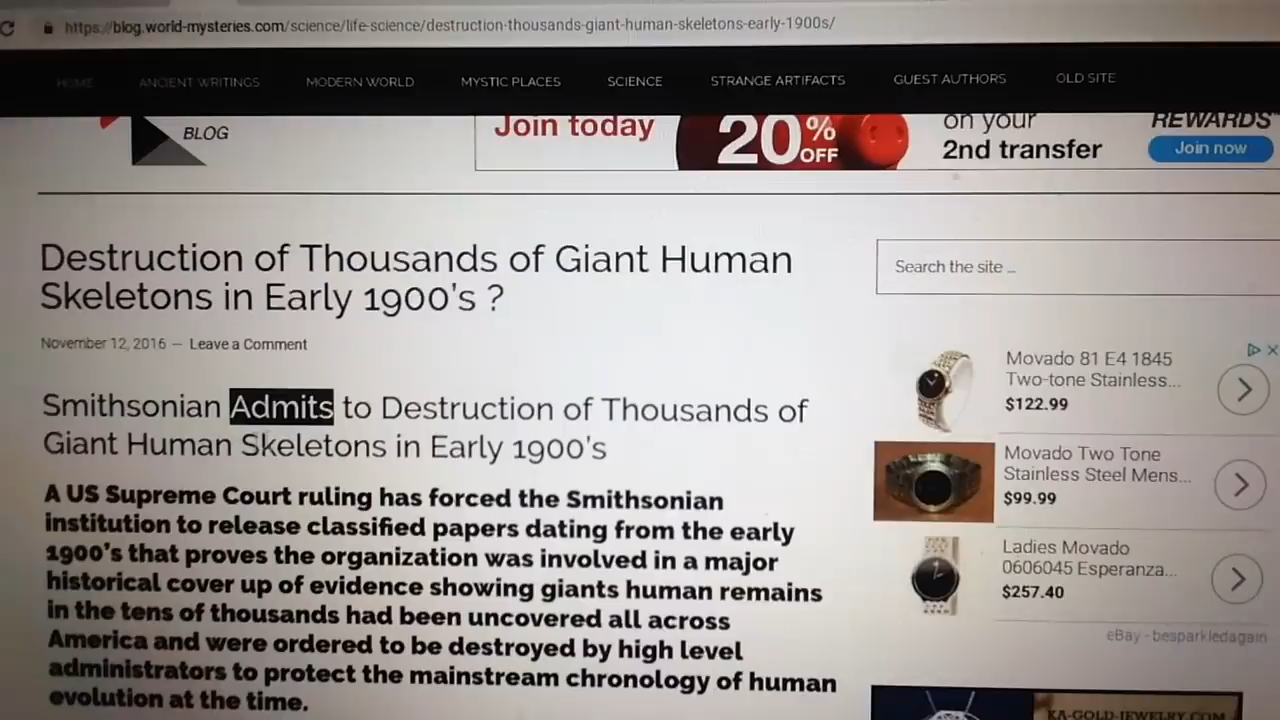 https://blog.world-mysteries.com/science/life-science/destruction-thousands-giant-human-skeletons-early-1900s/
HOME ANCIENT WRITINGS MODERN WORLD MYSTIC PLACES SCIENCE STRANGE ARTIFACTS GUEST AUTHORS OLD SITE
BLOG
Join today
20% OFF
on your
2nd transfer
REWARDS
Join now
Destruction of Thousands of Giant Human
Skeletons in Early 1900's ?
November 12, 2016 — Leave a Comment
Smithsonian Admits to Destruction of Thousands of
Giant Human Skeletons in Early 1900's
A US Supreme Court ruling has forced the Smithsonian
institution to release classified papers dating from the early
1900's that proves the organization was involved in a major
historical cover up of evidence showing giants human remains
in the tens of thousands had been uncovered all across
America and were ordered to be destroyed by high level
administrators to protect the mainstream chronology of human
evolution at the time.
Search the site ...
Movado 81 E4 1845
Two-tone Stainless...
$122.99
Movado Two Tone
Stainless Steel Mens...
$99.99
Ladies Movado
0606045 Esperanza...
$257.40
eBay - besparkledagain
KA-GOLD-JEWELRY.COM